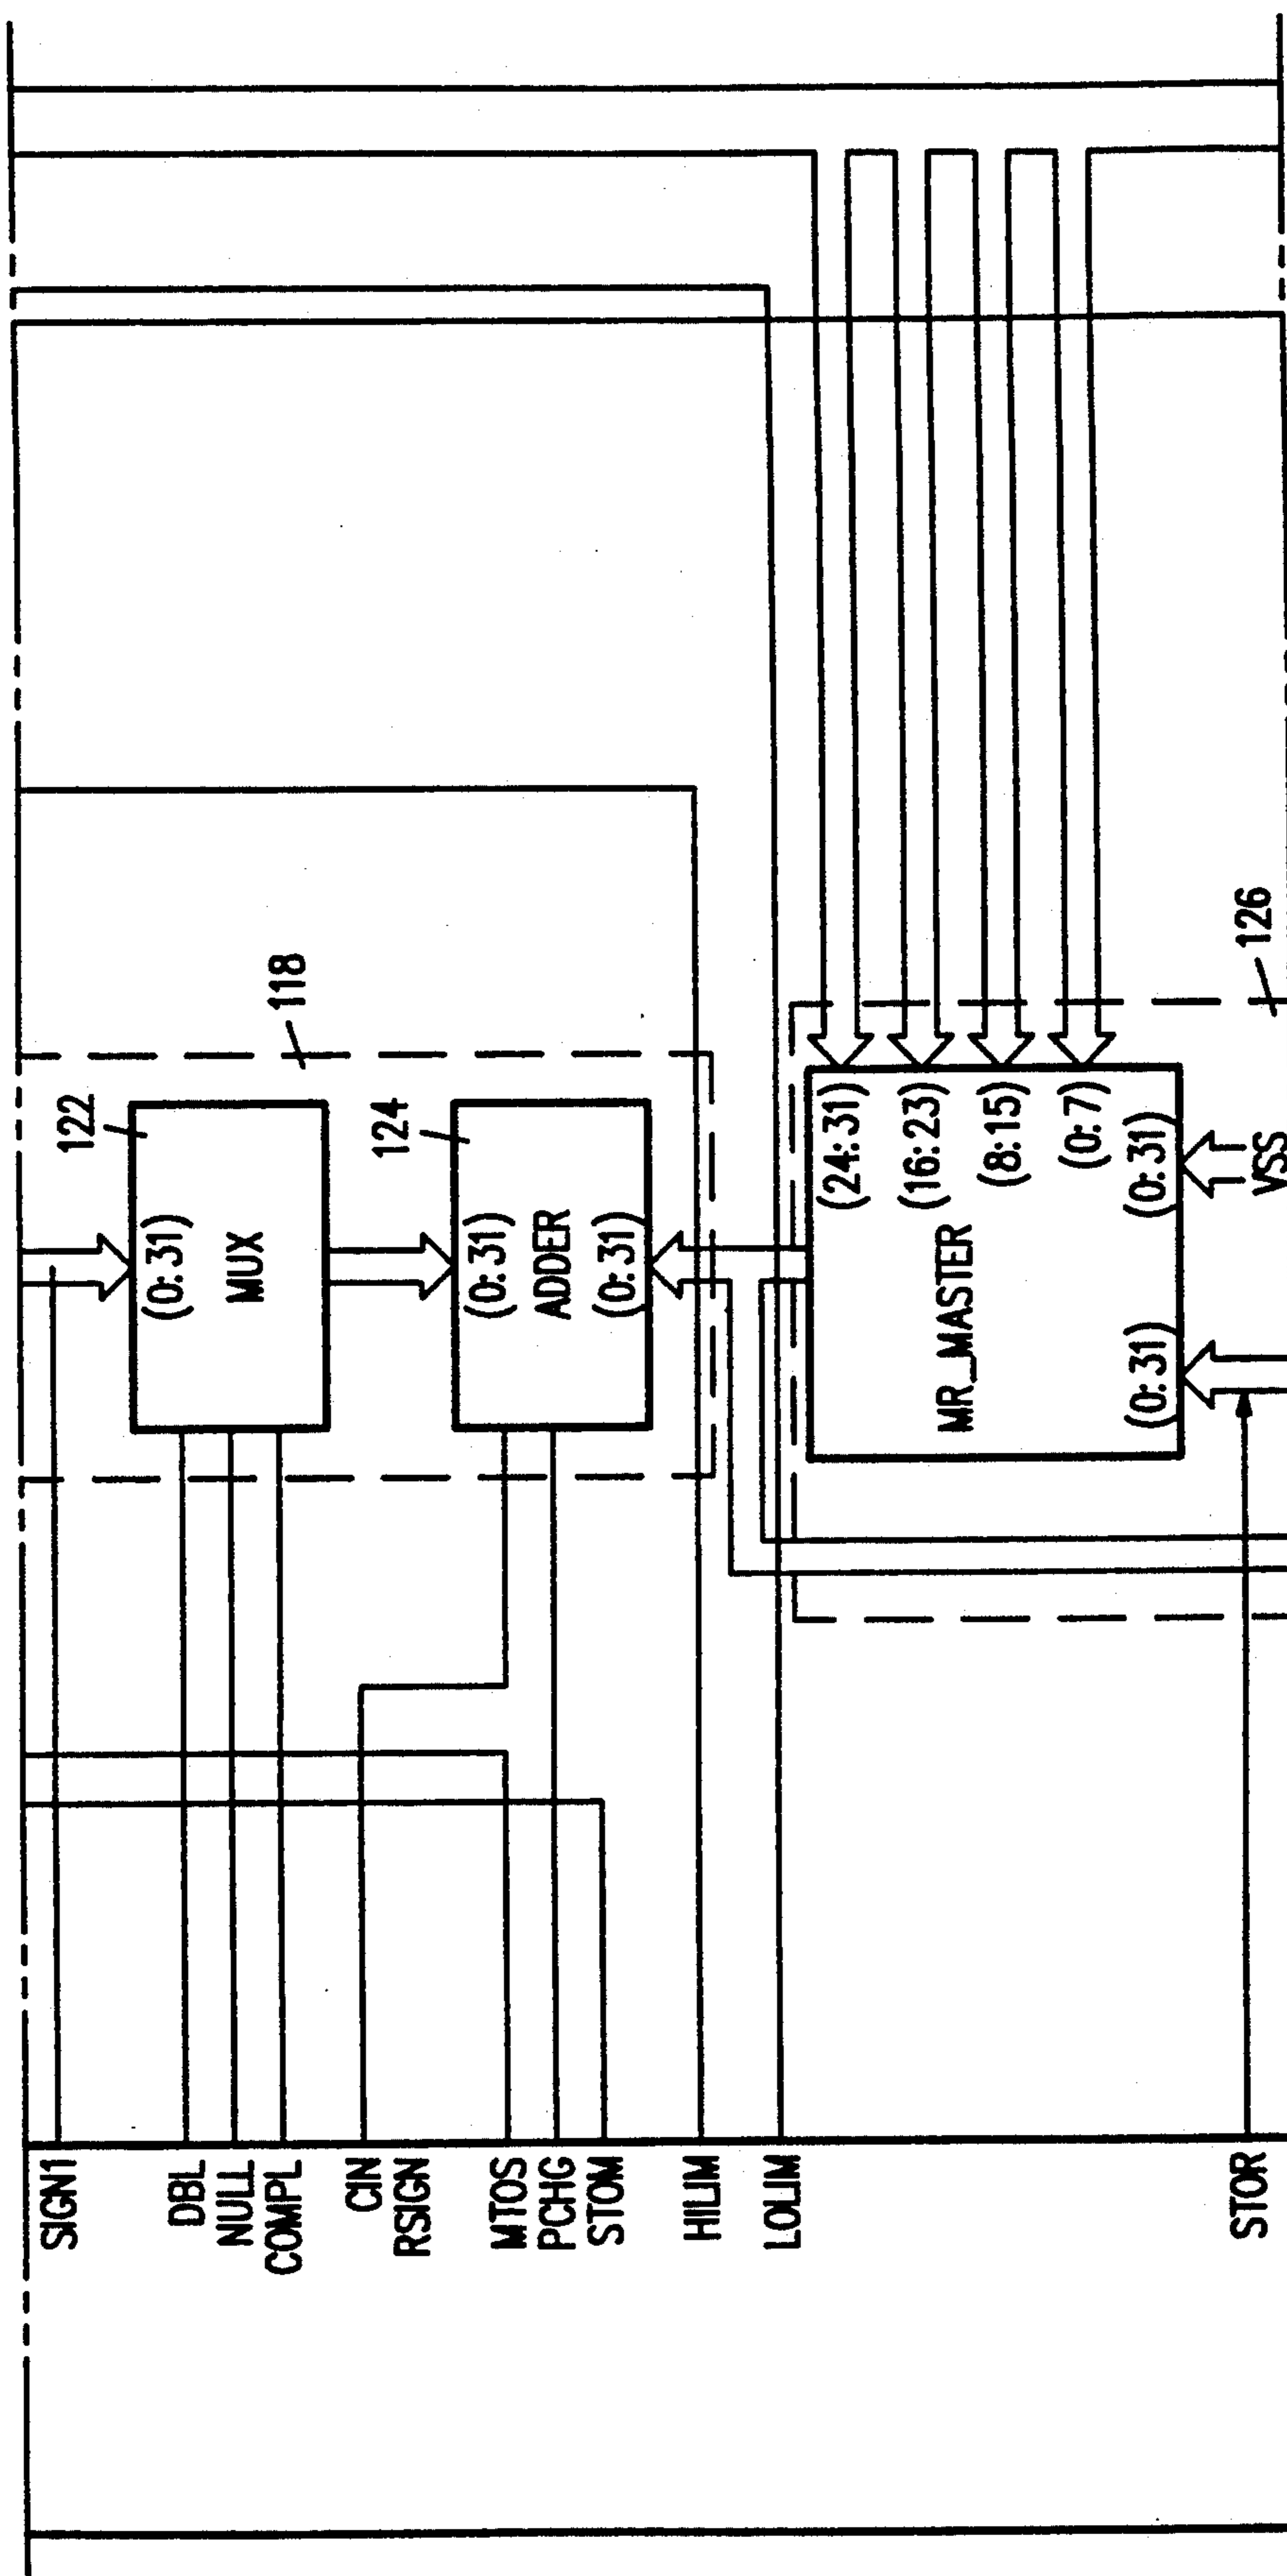 SIGN1
DBL
NULL
COMPL
CIN
RSIGN
MTOS
PCHG
STOM
HILIM
LOLIM
STOR
122
(0:31)
MUX
118
124
(0:31)
ADDER
(0:31)
MR_MASTER
(24:31)
(16:23)
(8:15)
(0:7)
(0:31)
(0:31)
VSS
126